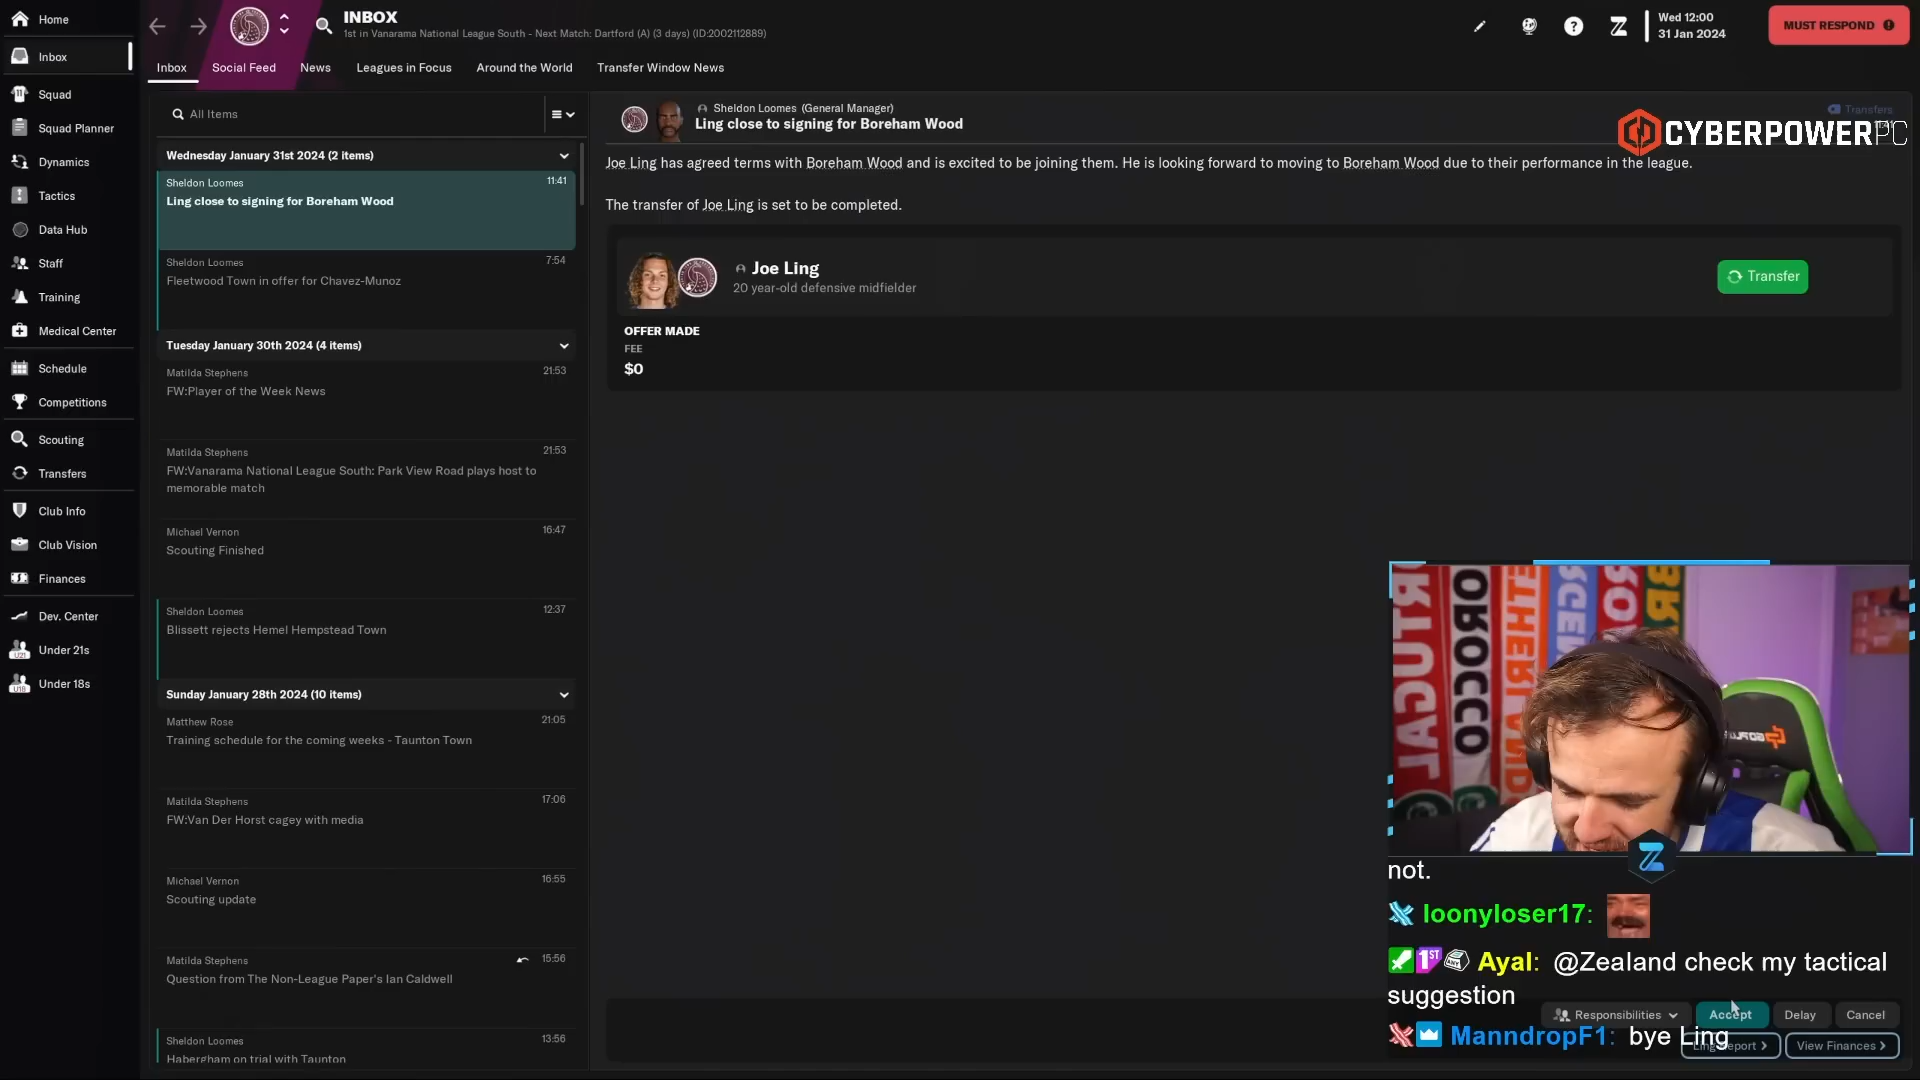 Home
Inbox
Squad
Squad Planner
Dynamics
Tactics
Data Hub
Staff
Training
Medical Center
Schedule
Competitions
Scouting
Transfers
Club Info
Club Vision
Finances
Dev. Center
U21
Under 21s
U18
Under 18s
INBOX
1st in Vanarama National League South - Next Match: Dartford (A) (3 days) (ID:2002112889)
Wed 12:00
31 Jan 2024
MUST RESPOND
Inbox
Social Feed
News
Leagues in Focus
Around the World
Transfer Window News
All Items
Wednesday January 31st 2024 (2 items)
Sheldon Loomes 11:41
Ling close to signing for Boreham Wood
Sheldon Loomes 7:54
Fleetwood Town in offer for Chavez-Munoz
Tuesday January 30th 2024 (4 items)
Matilda Stephens 21:53
FW:Player of the Week News
Matilda Stephens 21:53
FW:Vanarama National League South: Park View Road plays host to
memorable match
Michael Vernon 16:47
Scouting Finished
Sheldon Loomes 12:37
Blissett rejects Hemel Hempstead Town
Sunday January 28th 2024 (10 items)
Matthew Rose 21:05
Training schedule for the coming weeks - Taunton Town
Matilda Stephens 17:06
FW:Van Der Horst cagey with media
Michael Vernon 16:55
Scouting update
Matilda Stephens 15:56
Question from The Non-League Paper's Ian Caldwell
Sheldon Loomes 13:56
Habergham on trial with Taunton
Sheldon Loomes (General Manager)
Ling close to signing for Boreham Wood
Transfers
CYBERPOWERPC
Joe Ling has agreed terms with Boreham Wood and is excited to be joining them. He is looking forward to moving to Boreham Wood due to their performance in the league.
The transfer of Joe Ling is set to be completed.
Joe Ling
20 year-old defensive midfielder
Transfer
OFFER MADE
FEE
$0
not.
loonyloser17:
1ST Ayal: @Zealand check my tactical
suggestion
ManndropF1: bye Ling
Responsibilities
Accept
Delay
Cancel
View Finances